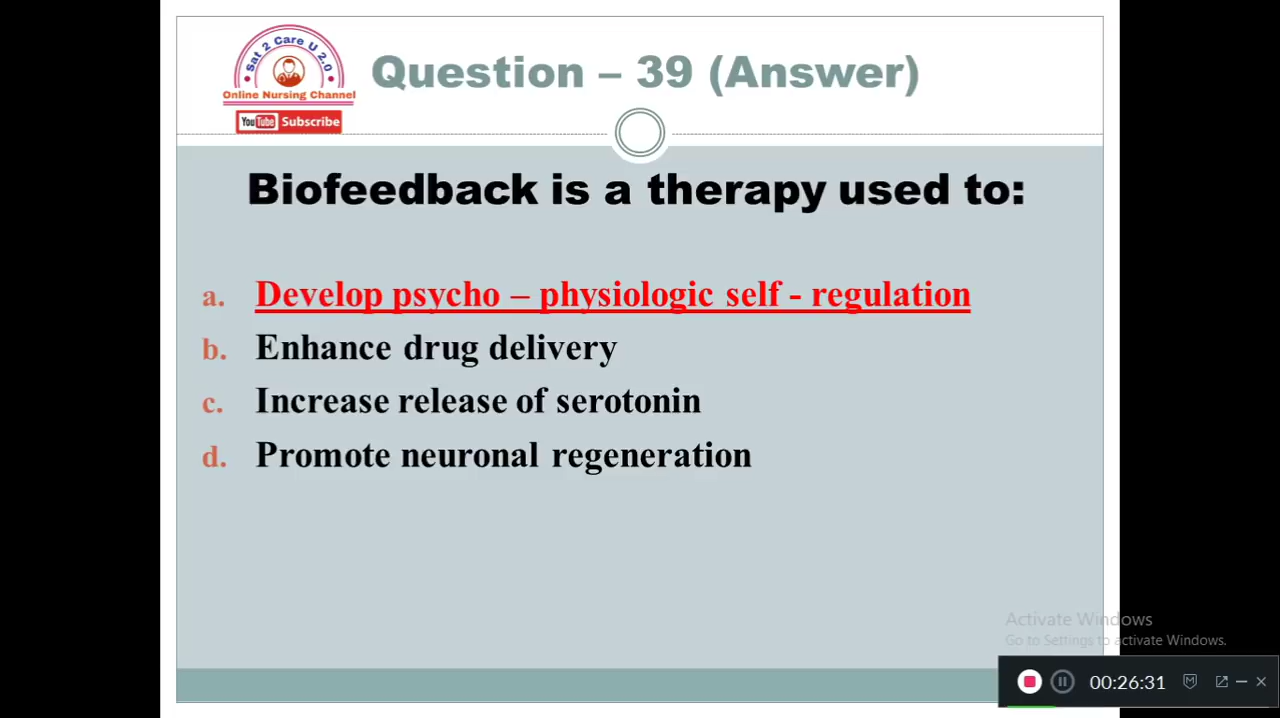 Sat 2 Care U 2.0
Online Nursing Channel
YouTube Subscribe
Question – 39 (Answer)
Biofeedback is a therapy used to:
a. Develop psycho – physiologic self - regulation
b. Enhance drug delivery
c. Increase release of serotonin
d. Promote neuronal regeneration
Activate Windows
Go to Settings to activate Windows.
00:26:31